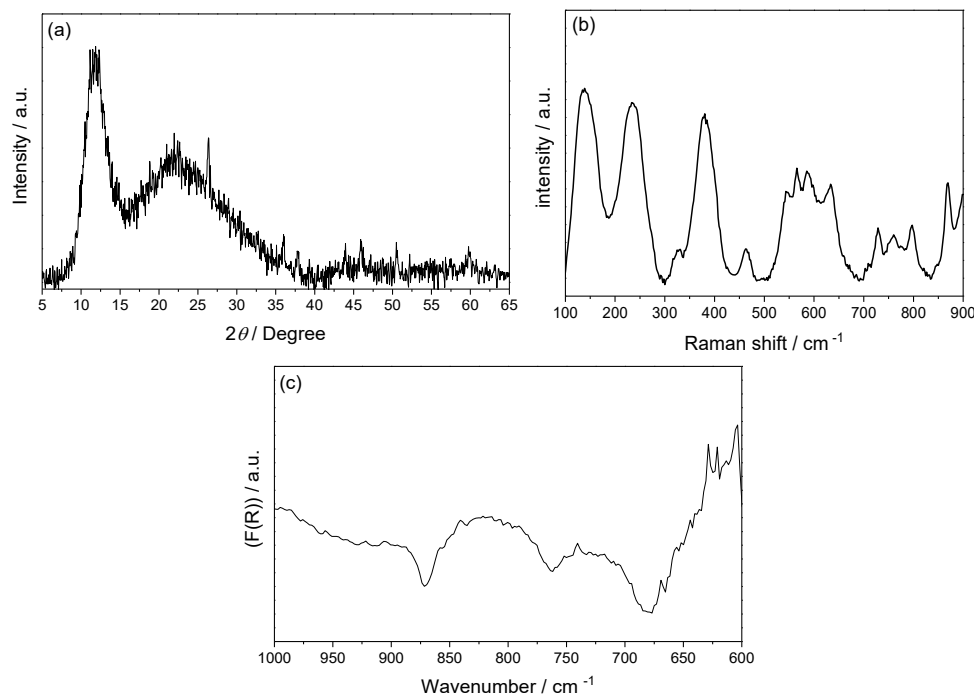 (a)
Intensity / a.u.
5 10 15 20 25 30 35 40 45 50 55 60 65
2θ / Degree
(b)
intensity / a.u.
100 200 300 400 500 600 700 800 900
Raman shift / cm -1
(c)
(F(R)) / a.u.
1000 950 900 850 800 750 700 650 600
Wavenumber / cm -1